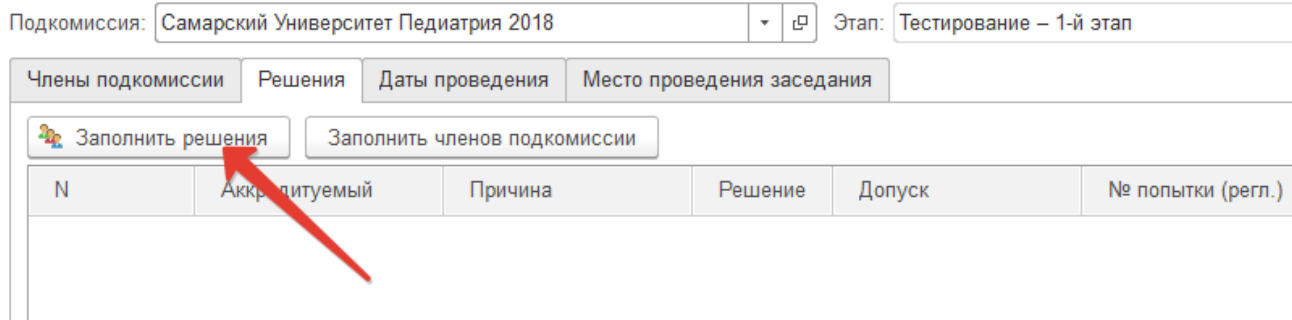 Подкомиссия: Самарский Университет Педиатрия 2018 Этап: Тестирование – 1-й этап
Члены подкомиссии Решения Даты проведения Место проведения заседания
Заполнить решения Заполнить членов подкомиссии
N Аккредитуемый Причина Решение Допуск № попытки (регл.)